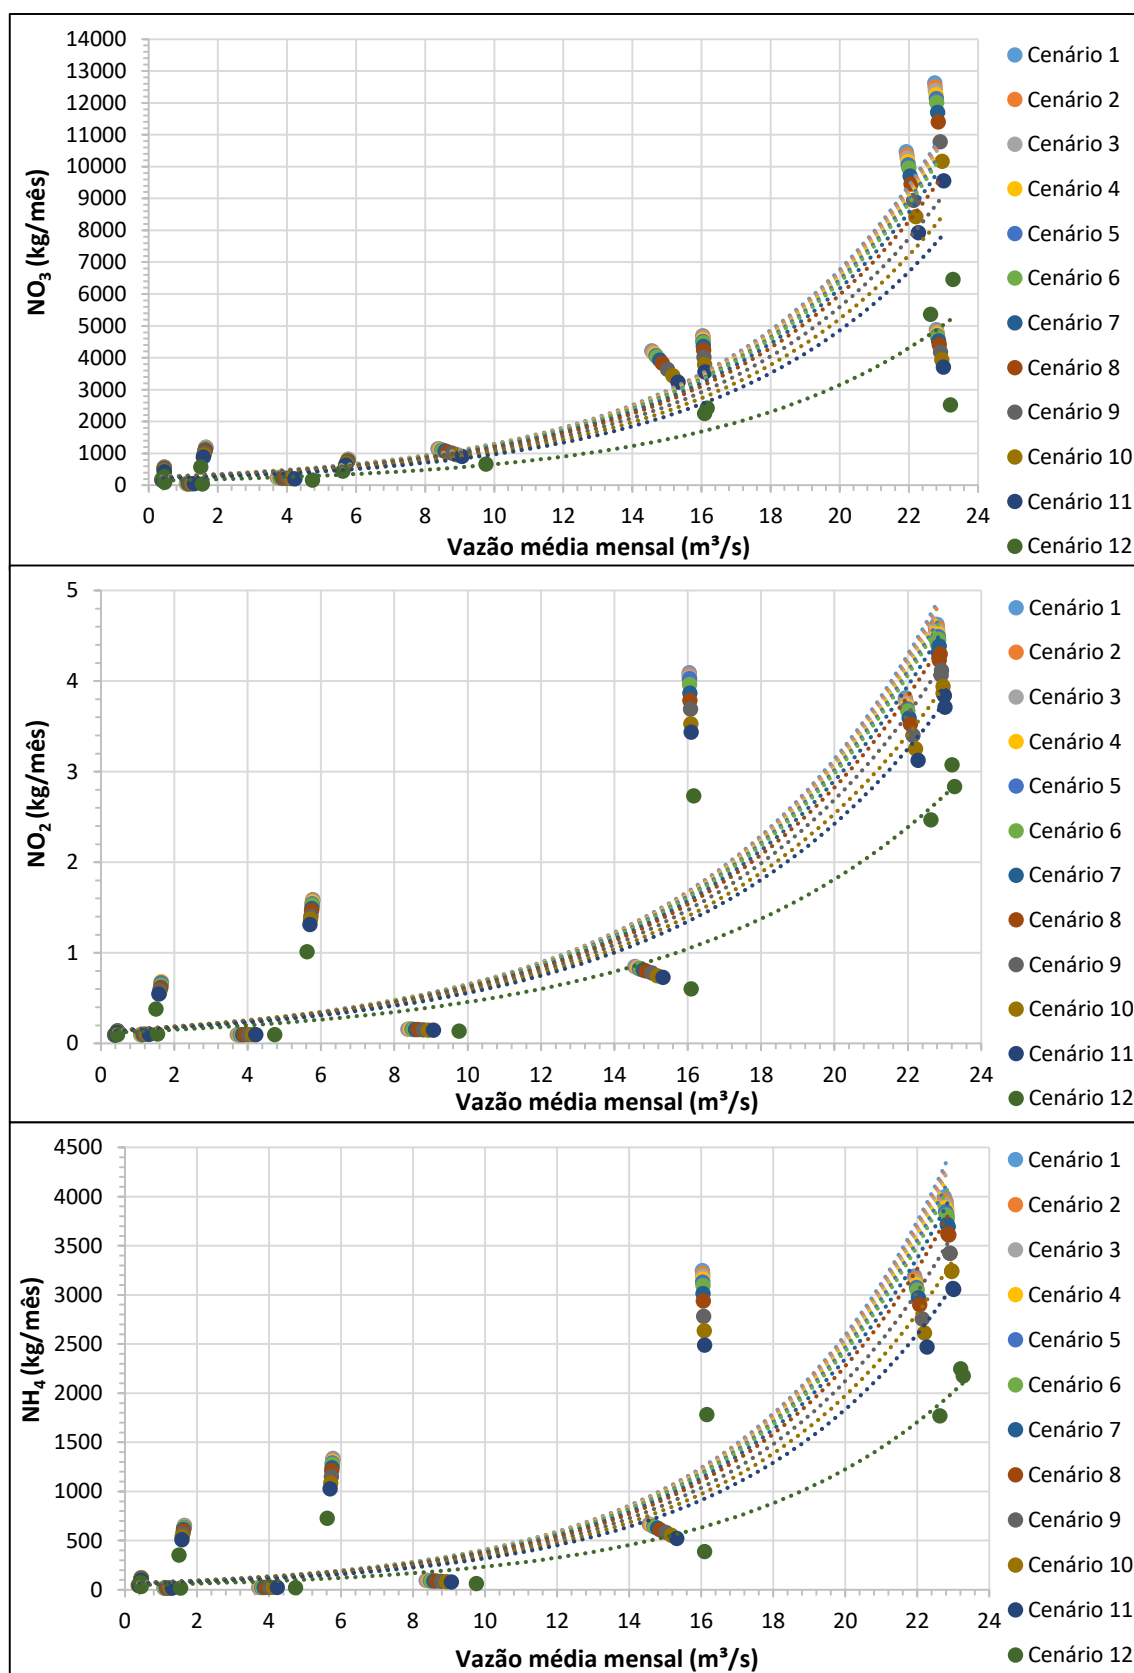 14000
13000
12000
11000
10000
9000
8000
7000
6000
5000
4000
3000
2000
1000
0
NO₃ (kg/mês)
0 2 4 6 8 10 12 14 16 18 20 22 24
Vazão média mensal (m³/s)
Cenário 1
Cenário 2
Cenário 3
Cenário 4
Cenário 5
Cenário 6
Cenário 7
Cenário 8
Cenário 9
Cenário 10
Cenário 11
Cenário 12
5
4
3
2
1
0
NO₂ (kg/mês)
0 2 4 6 8 10 12 14 16 18 20 22 24
Vazão média mensal (m³/s)
Cenário 1
Cenário 2
Cenário 3
Cenário 4
Cenário 5
Cenário 6
Cenário 7
Cenário 8
Cenário 9
Cenário 10
Cenário 11
Cenário 12
4500
4000
3500
3000
2500
2000
1500
1000
500
0
NH₄ (kg/mês)
0 2 4 6 8 10 12 14 16 18 20 22 24
Vazão média mensal (m³/s)
Cenário 1
Cenário 2
Cenário 3
Cenário 4
Cenário 5
Cenário 6
Cenário 7
Cenário 8
Cenário 9
Cenário 10
Cenário 11
Cenário 12